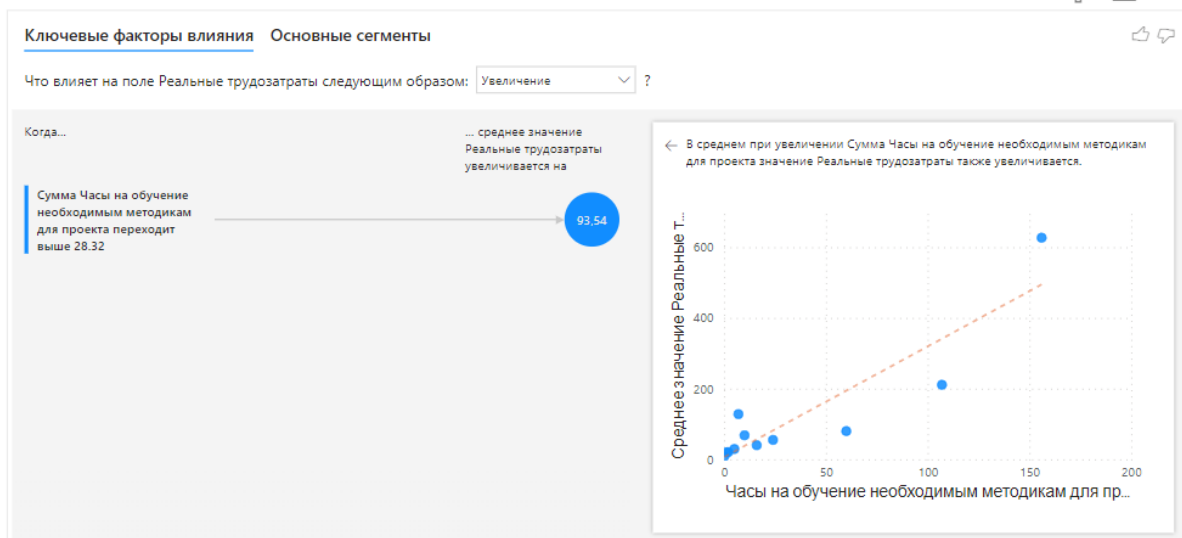 Ключевые факторы влияния Основные сегменты
Что влияет на поле Реальные трудозатраты следующим образом: Увеличение ?
Когда...
... среднее значение
Реальные трудозатраты
увеличивается на
Сумма Часы на обучение
необходимым методикам
для проекта переходит
выше 28.32
93,54
← В среднем при увеличении Сумма Часы на обучение необходимым методикам
для проекта значение Реальные трудозатраты также увеличивается.
Среднее значение Реальные т...
600
400
200
0
0 50 100 150 200
Часы на обучение необходимым методикам для пр...